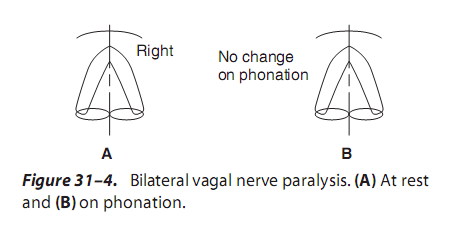 Right
No change
on phonation
A
B
Figure 31–4. Bilateral vagal nerve paralysis. (A) At rest
and (B) on phonation.